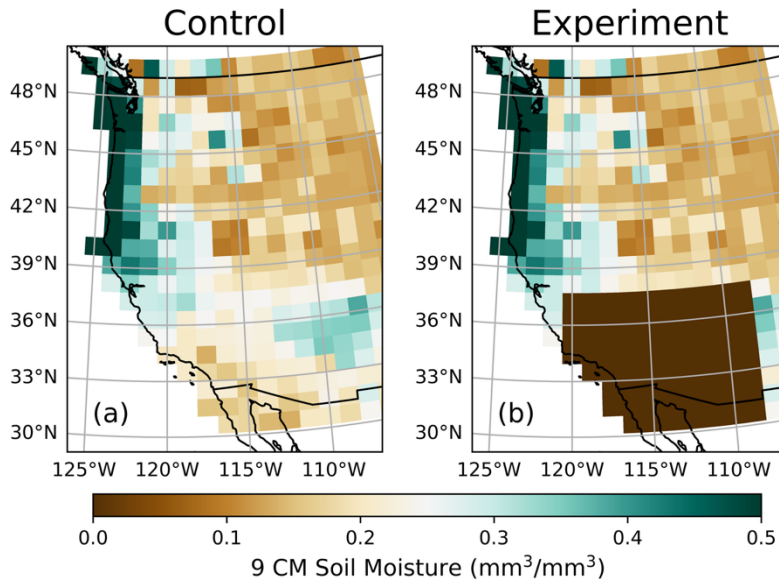 Control Experiment
48°N 48°N
45°N 45°N
42°N 42°N
39°N 39°N
36°N 36°N
33°N 33°N
(a) (b)
30°N 30°N
125°W 120°W 115°W 110°W 125°W 120°W 115°W 110°W
0.0 0.1 0.2 0.3 0.4 0.5
9 CM Soil Moisture (mm³/mm³)